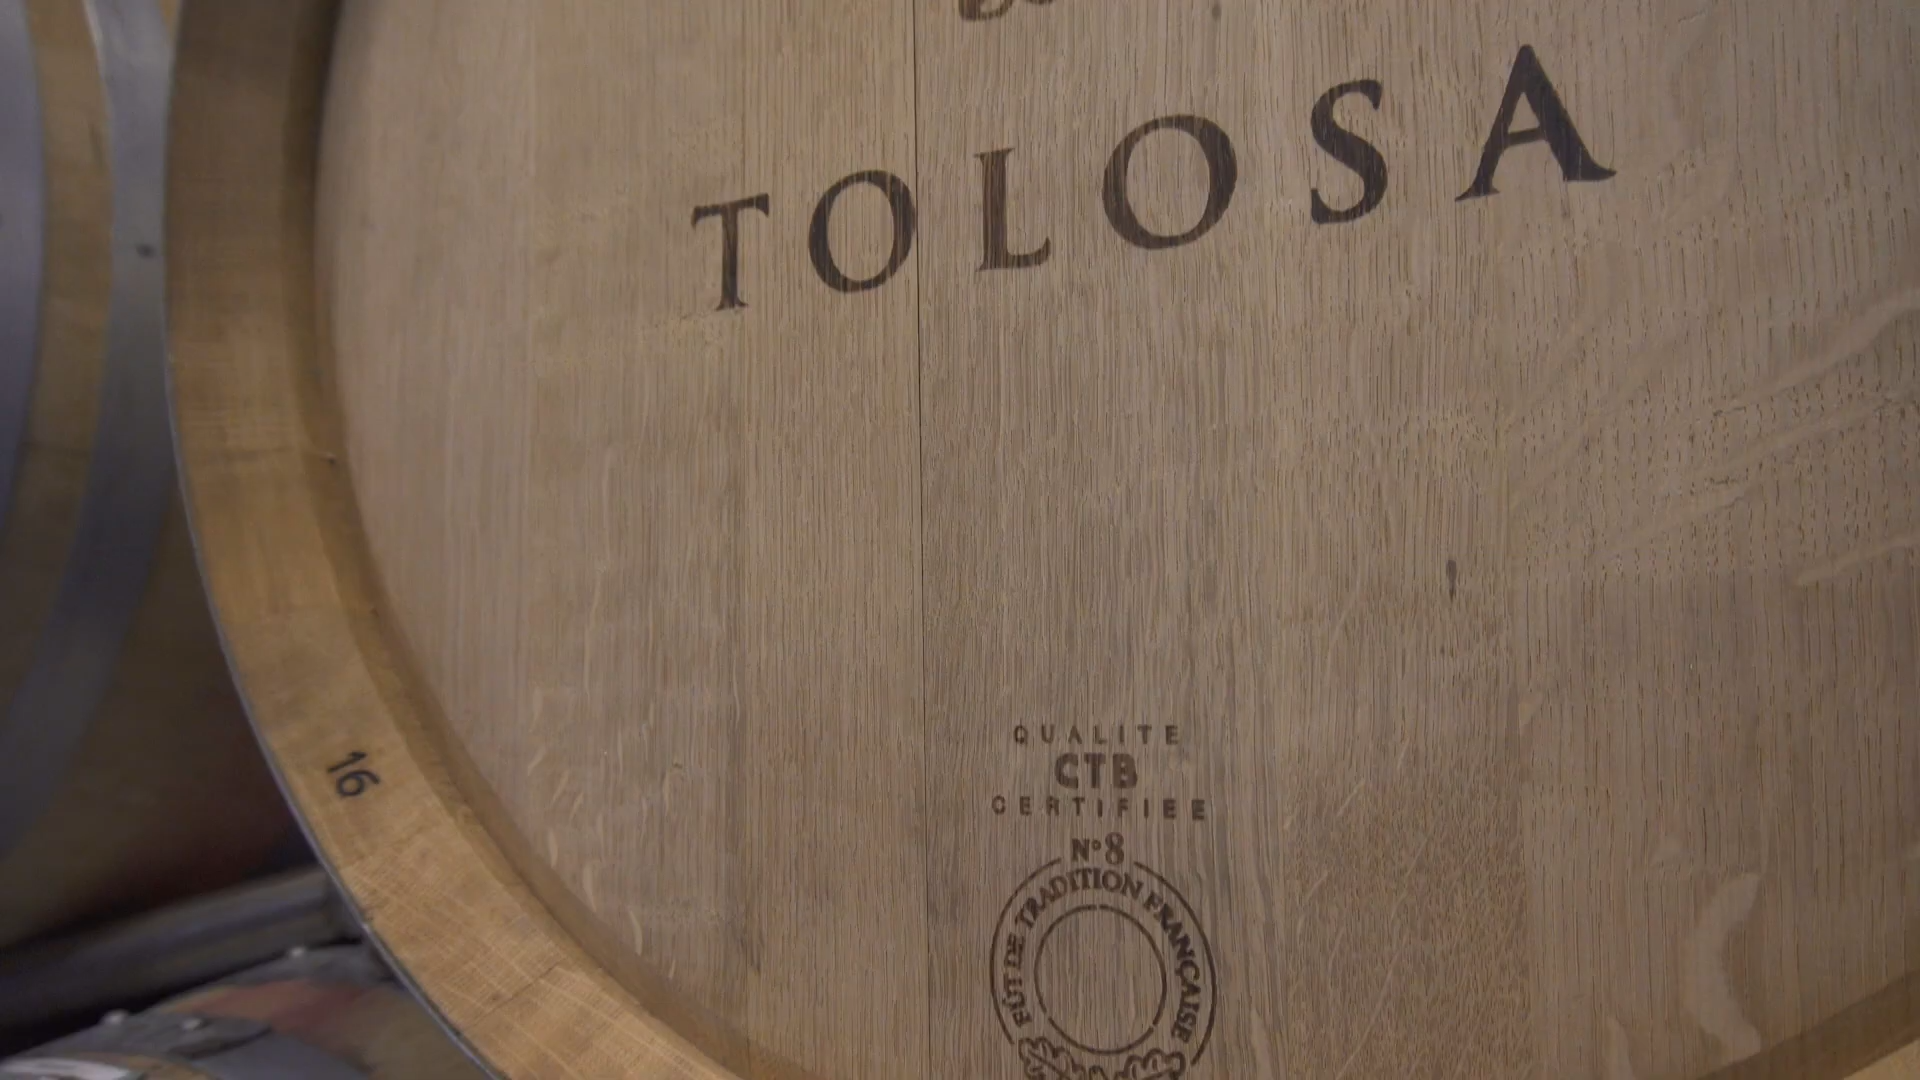 TOLOSA
16
QUALITE
CTB
CERTIFIEE
N°8
FÛT DE TRADITION FRANÇAISE